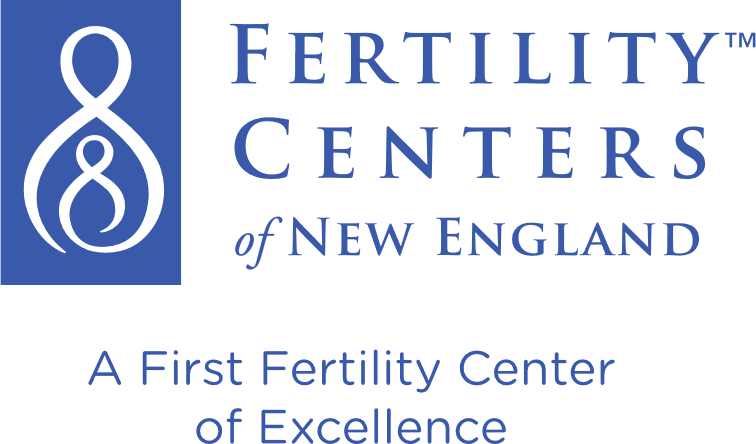 FERTILITY™
CENTERS
of NEW ENGLAND
A First Fertility Center
of Excellence